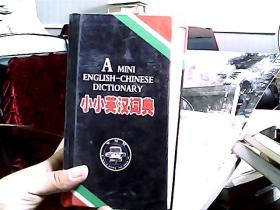 A MINI
ENGLISH-CHINESE
DICTIONARY
小小英汉词典